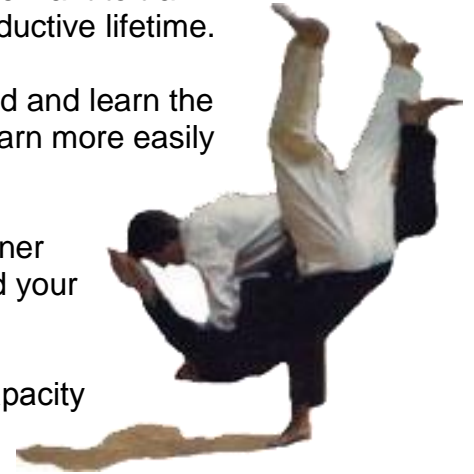 ductive lifetime.
d and learn the
arn more easily
ner
d your
pacity